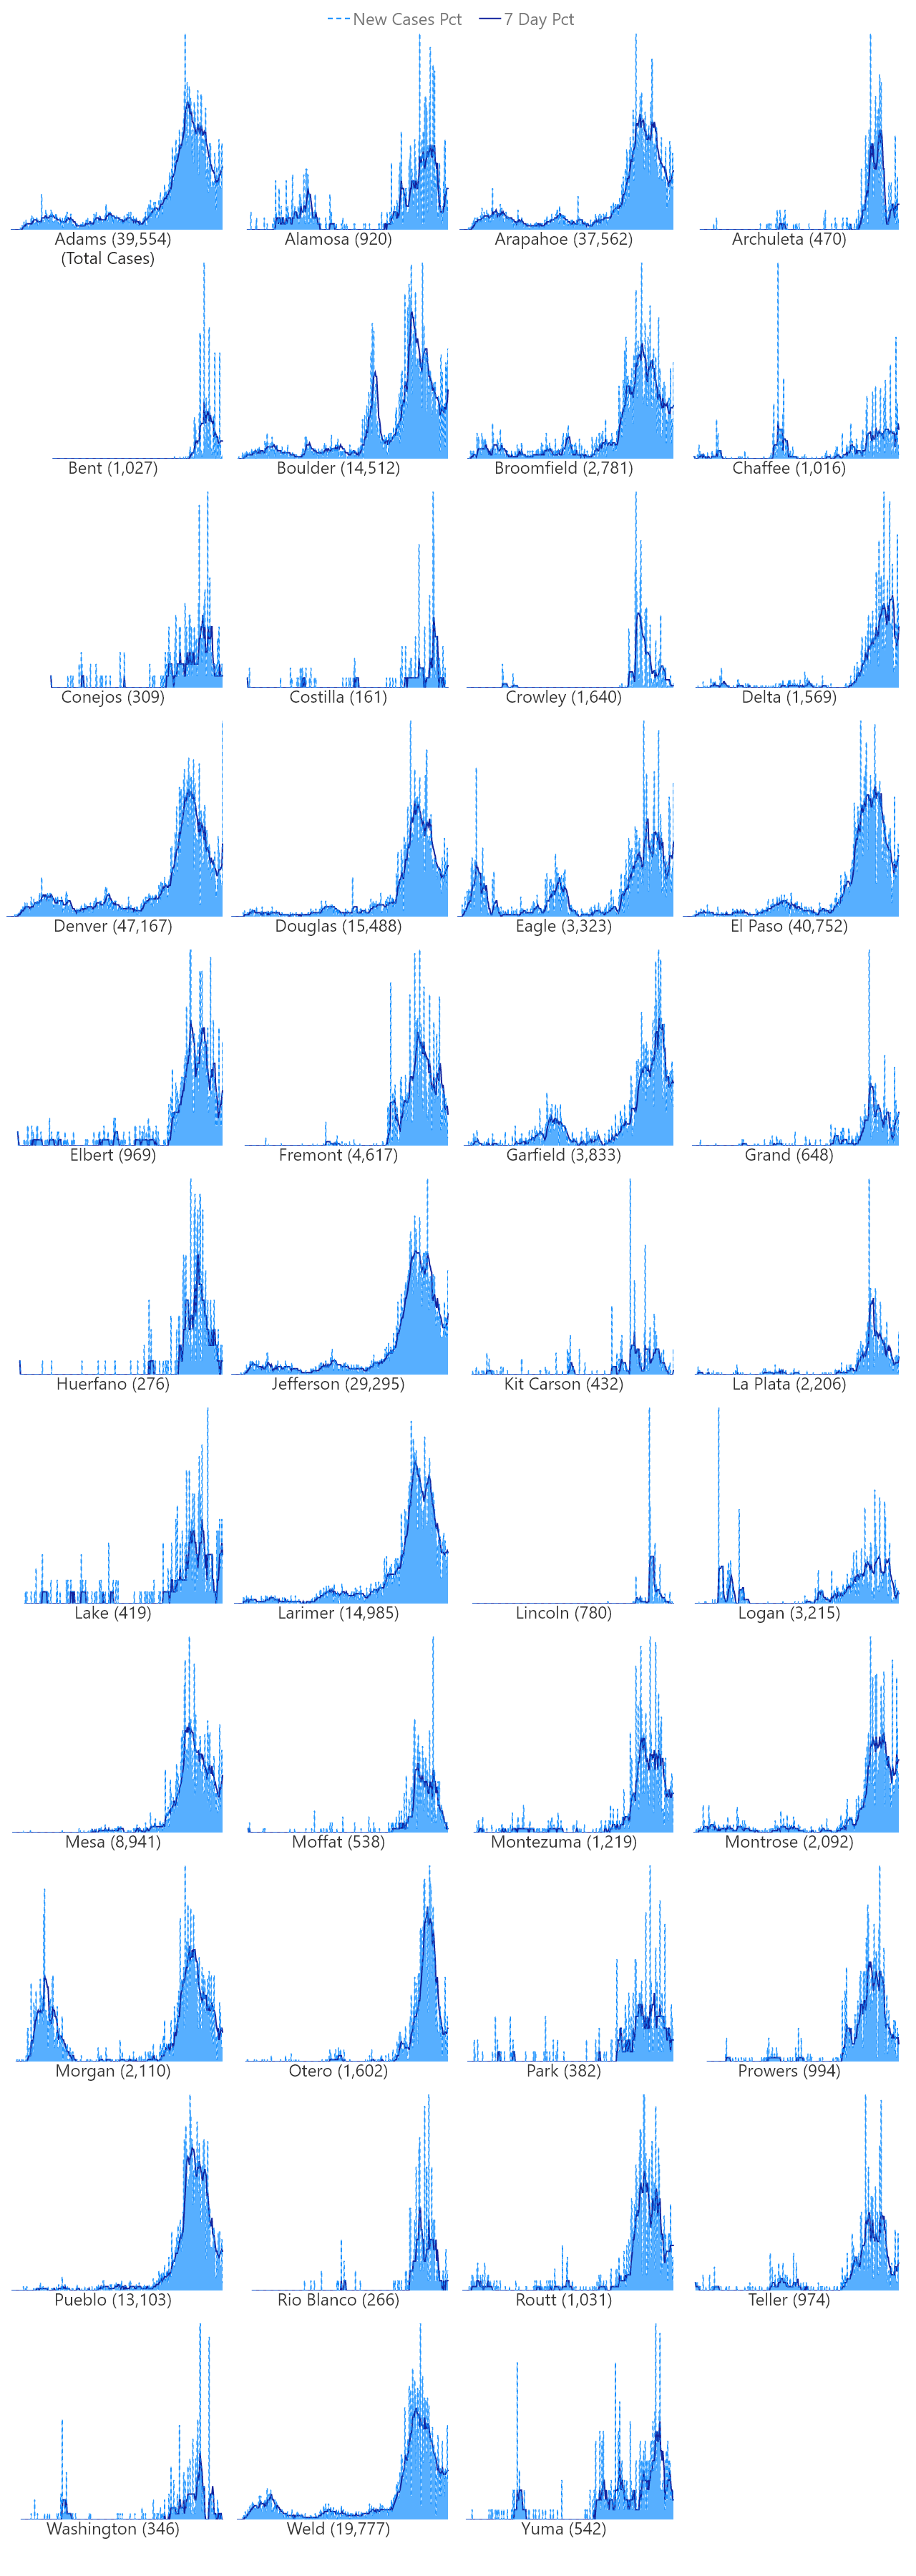 New Cases Pct 7 Day Pct
Adams (39,554) Alamosa (920) Arapahoe (37,562) Archuleta (470)
(Total Cases)
Bent (1,027) Boulder (14,512) Broomfield (2,781) Chaffee (1,016)
Conejos (309) Costilla (161) Crowley (1,640) Delta (1,569)
Denver (47,167) Douglas (15,488) Eagle (3,323) El Paso (40,752)
Elbert (969) Fremont (4,617) Garfield (3,833) Grand (648)
Huerfano (276) Jefferson (29,295) Kit Carson (432) La Plata (2,206)
Lake (419) Larimer (14,985) Lincoln (780) Logan (3,215)
Mesa (8,941) Moffat (538) Montezuma (1,219) Montrose (2,092)
Morgan (2,110) Otero (1,602) Park (382) Prowers (994)
Pueblo (13,103) Rio Blanco (266) Routt (1,031) Teller (974)
Washington (346) Weld (19,777) Yuma (542)